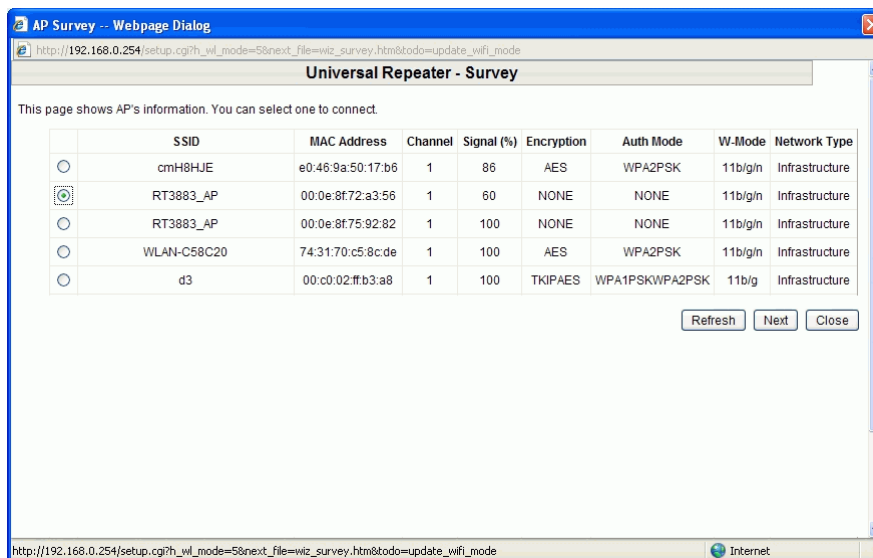 AP Survey -- Webpage Dialog
http://192.168.0.254/setup.cgi?h_wl_mode=5&next_file=wiz_survey.htm&todo=update_wifi_mode
Universal Repeater - Survey
This page shows AP's information. You can select one to connect.
SSID MAC Address Channel Signal (%) Encryption Auth Mode W-Mode Network Type
cmH8HJE e0:46:9a:50:17:b6 1 86 AES WPA2PSK 11b/g/n Infrastructure
RT3883_AP 00:0e:8f:72:a3:56 1 60 NONE NONE 11b/g/n Infrastructure
RT3883_AP 00:0e:8f:75:92:82 1 100 NONE NONE 11b/g/n Infrastructure
WLAN-C58C20 74:31:70:c5:8c:de 1 100 AES WPA2PSK 11b/g/n Infrastructure
d3 00:c0:02:ff:b3:a8 1 100 TKIPAES WPA1PSKWPA2PSK 11b/g Infrastructure
Refresh Next Close
http://192.168.0.254/setup.cgi?h_wl_mode=5&next_file=wiz_survey.htm&todo=update_wifi_mode Internet